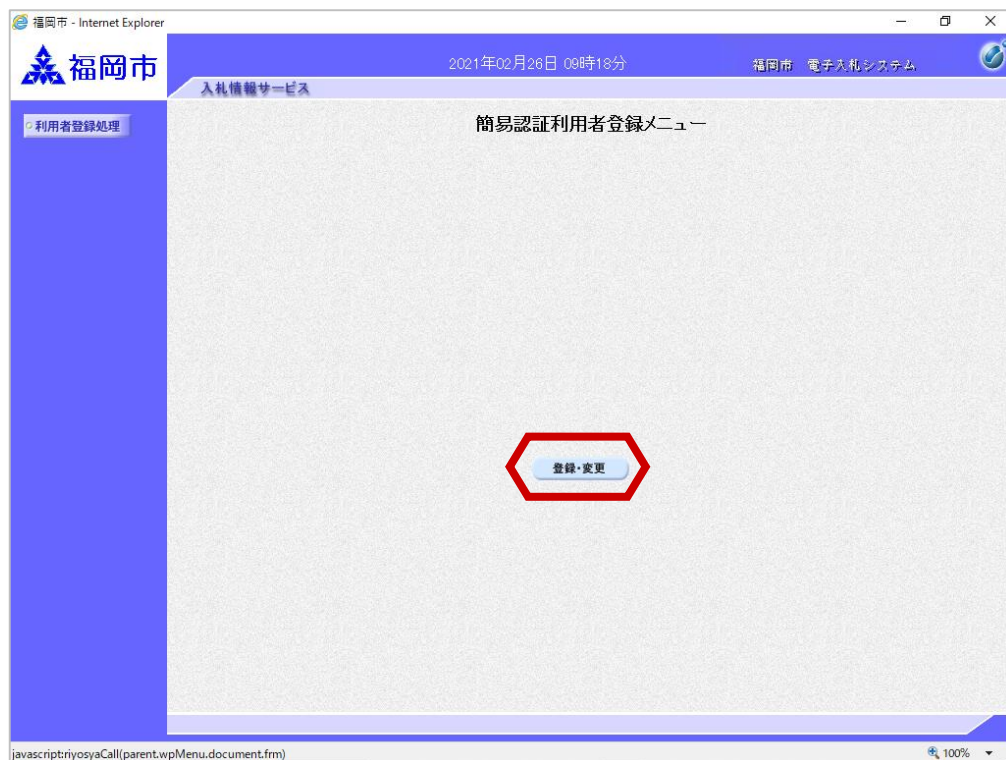 福岡市 - Internet Explorer
福岡市
2021年02月26日 09時18分
福岡市 電子入札システム
入札情報サービス
利用者登録処理
簡易認証利用者登録メニュー
登録・変更
javascript:riyosyaCall(parent.wpMenu.document.frm)
100%